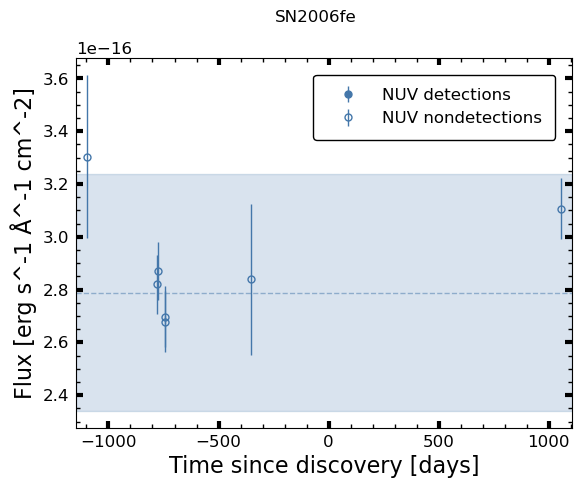 SN2006fe
1e−16
NUV detections
NUV nondetections
3.6
3.4
3.2
3.0
2.8
2.6
2.4
Flux [erg s^-1 Å^-1 cm^-2]
−1000
−500
0
500
1000
Time since discovery [days]